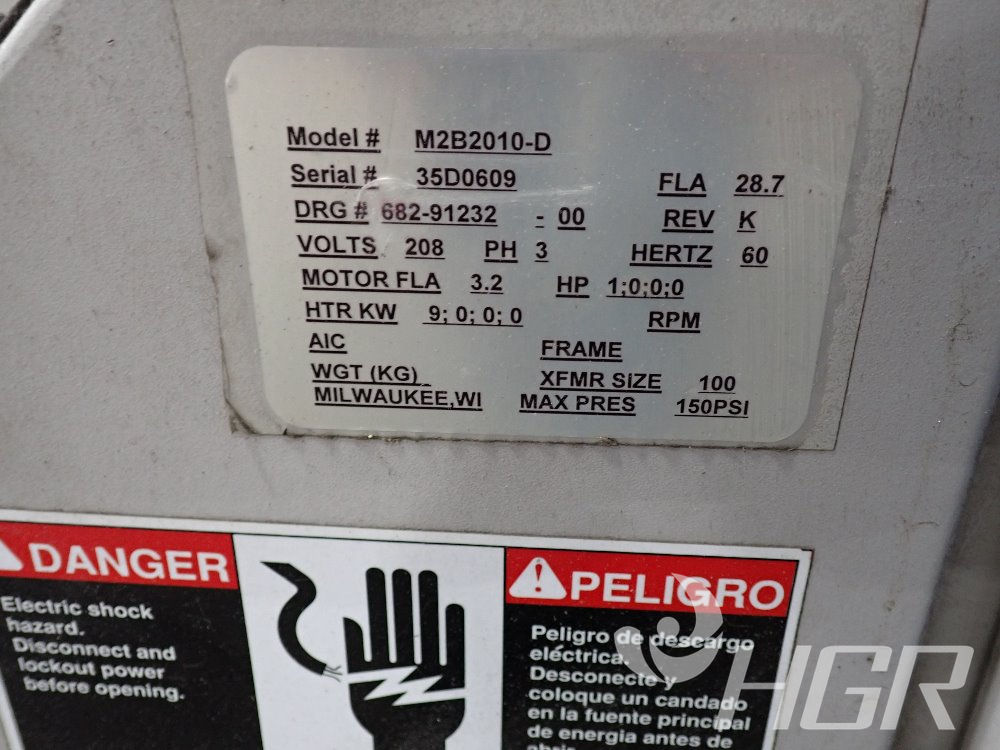 Model # M2B2010-D
Serial # 35D0609 FLA 28.7
DRG # 682-91232 - 00 REV K
VOLTS 208 PH 3 HERTZ 60
MOTOR FLA 3.2 HP 1;0;0;0
HTR KW 9; 0; 0; 0 RPM
AIC FRAME
WGT (KG) XFMR SIZE 100
MILWAUKEE,WI MAX PRES 150PSI
DANGER
Electric shock
hazard.
Disconnect and
lockout power
before opening.
PELIGRO
Peligro de descargo
eléctrica.
Desconecte y
coloque un candado
en la fuente principal
de energia antes de
HGR